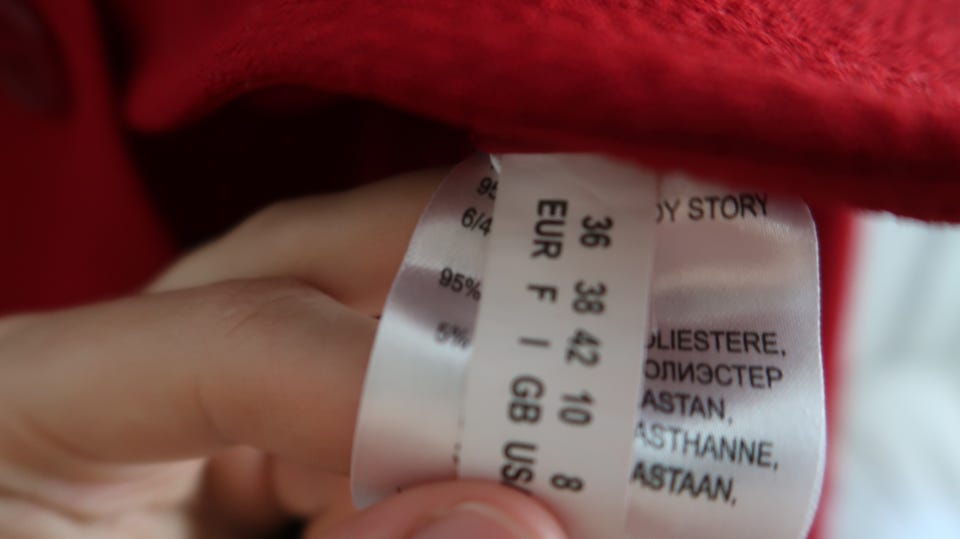 36 38 42 10 8
EUR F I GB US
95
6/4
95%
5%
DY STORY
OLIESTERE,
ОЛИЭСТЕР
ASTAN,
ASTHANNE,
ASTAAN,